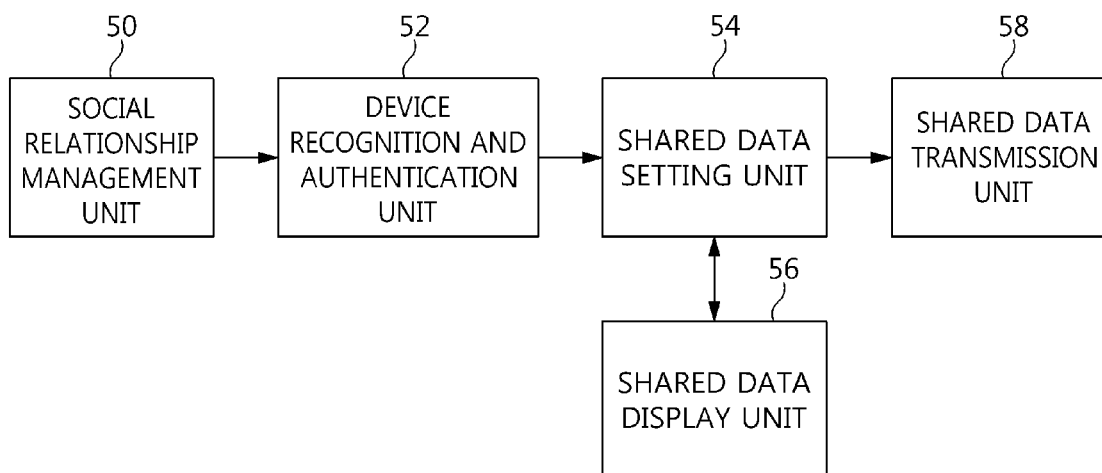 50
52
54
58
SOCIAL
RELATIONSHIP
MANAGEMENT
UNIT
DEVICE
RECOGNITION AND
AUTHENTICATION
UNIT
SHARED DATA
SETTING UNIT
SHARED DATA
TRANSMISSION
UNIT
56
SHARED DATA
DISPLAY UNIT